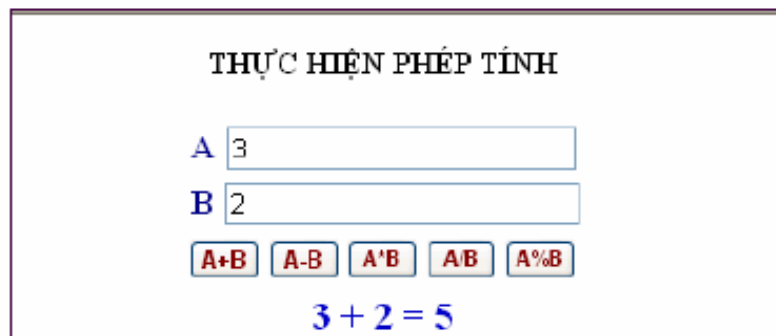 THỰC HIỆN PHÉP TÍNH
A 3
B 2
A+B A-B A*B A/B A%B
3 + 2 = 5